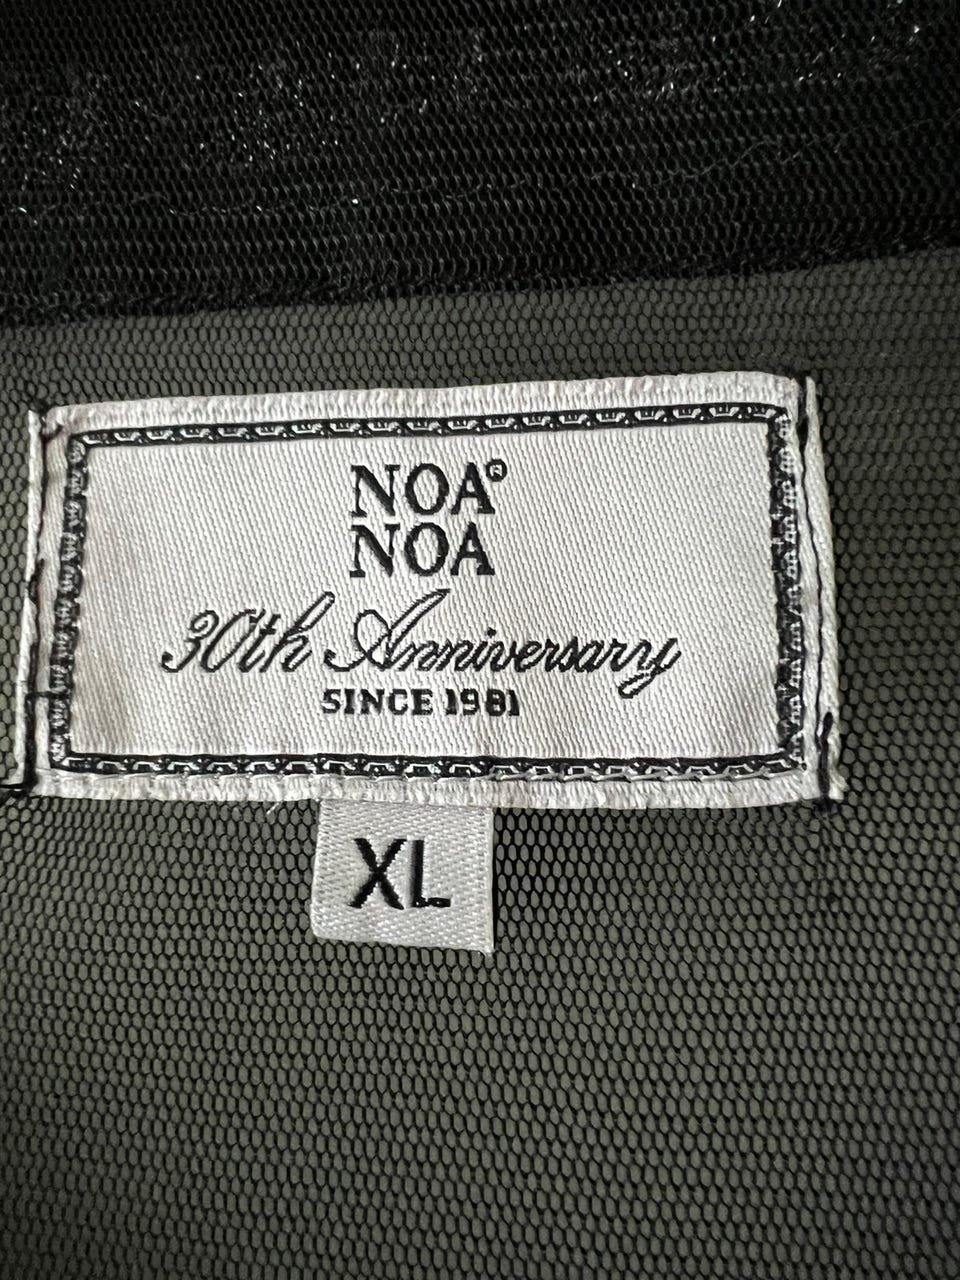 NOA®
NOA
30th Anniversary
SINCE 1981
XL